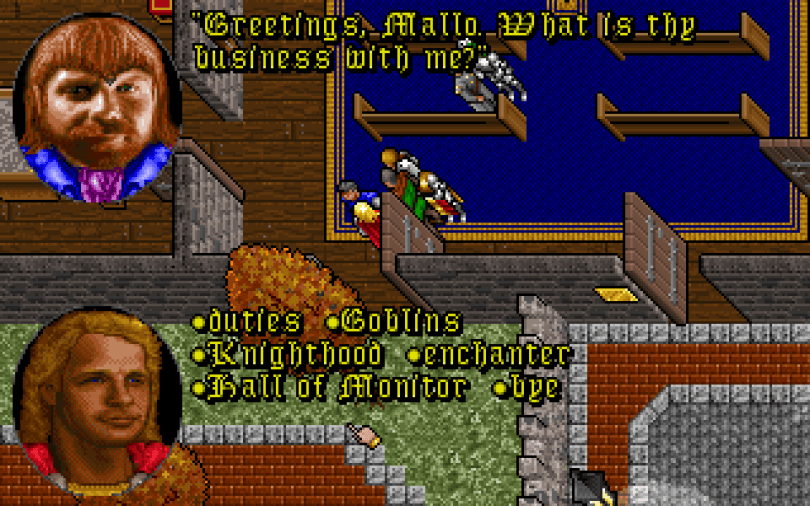 "Greetings, Mallo. What is thy
business with me?"
•duties •Goblins
•Knighthood •enchanter
•Hall of Monitor •bye